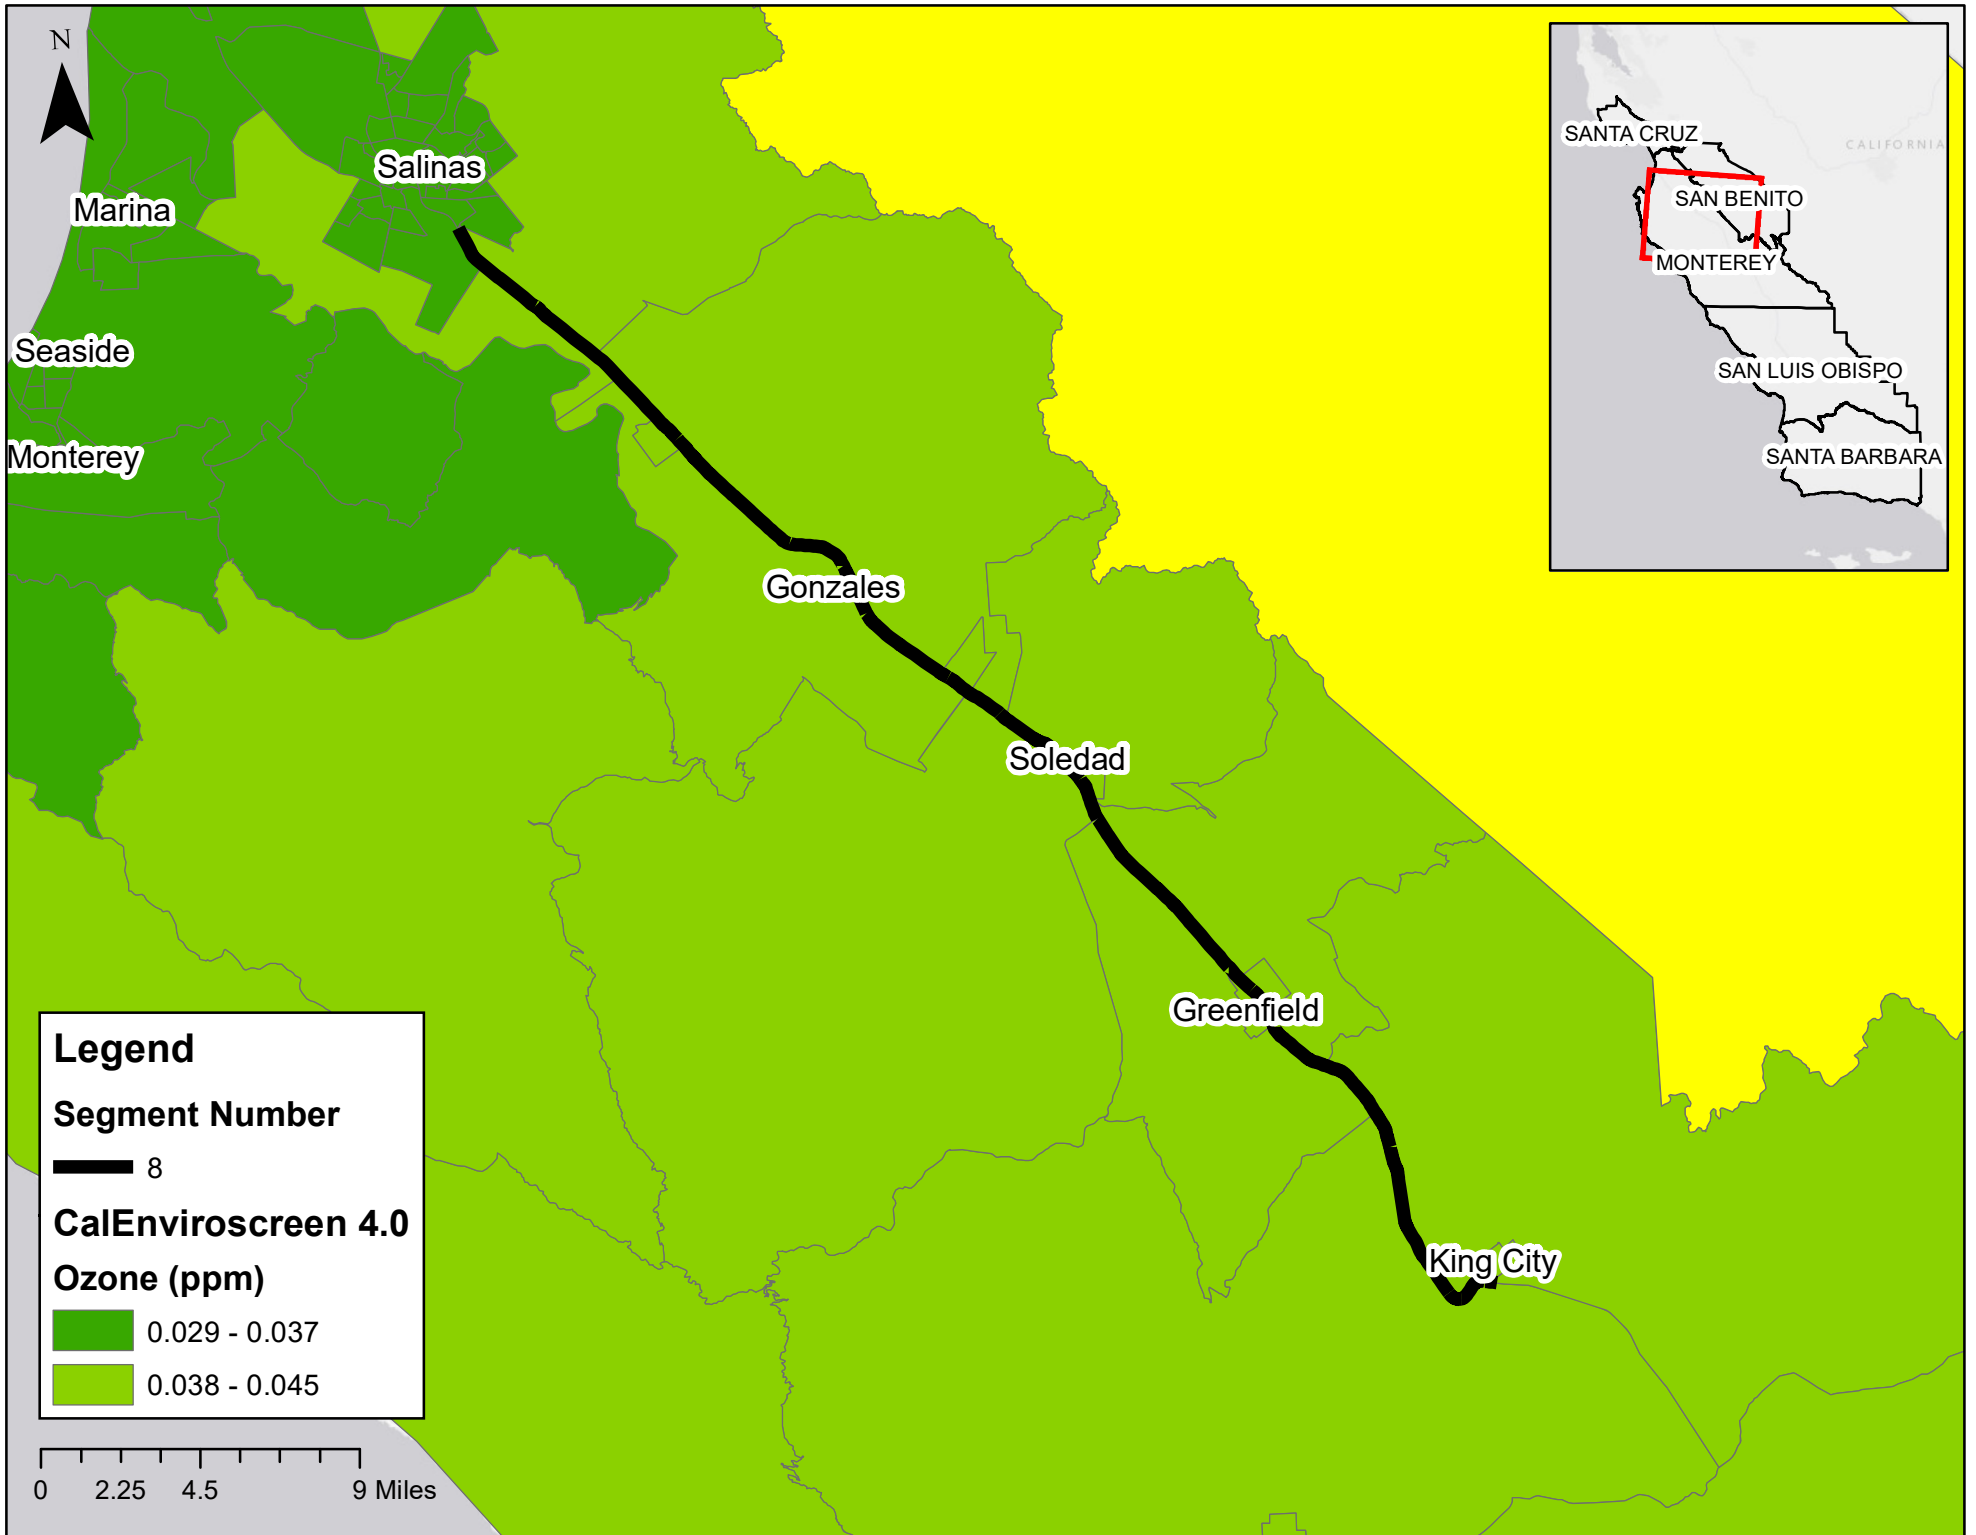 N
Salinas
Marina
Seaside
Monterey
Gonzales
Soledad
Greenfield
King City
CALIFORNIA
SANTA CRUZ
SAN BENITO
MONTEREY
SAN LUIS OBISPO
SANTA BARBARA
Legend
Segment Number
8
CalEnviroscreen 4.0
Ozone (ppm)
0.029 - 0.037
0.038 - 0.045
0 2.25 4.5 9 Miles